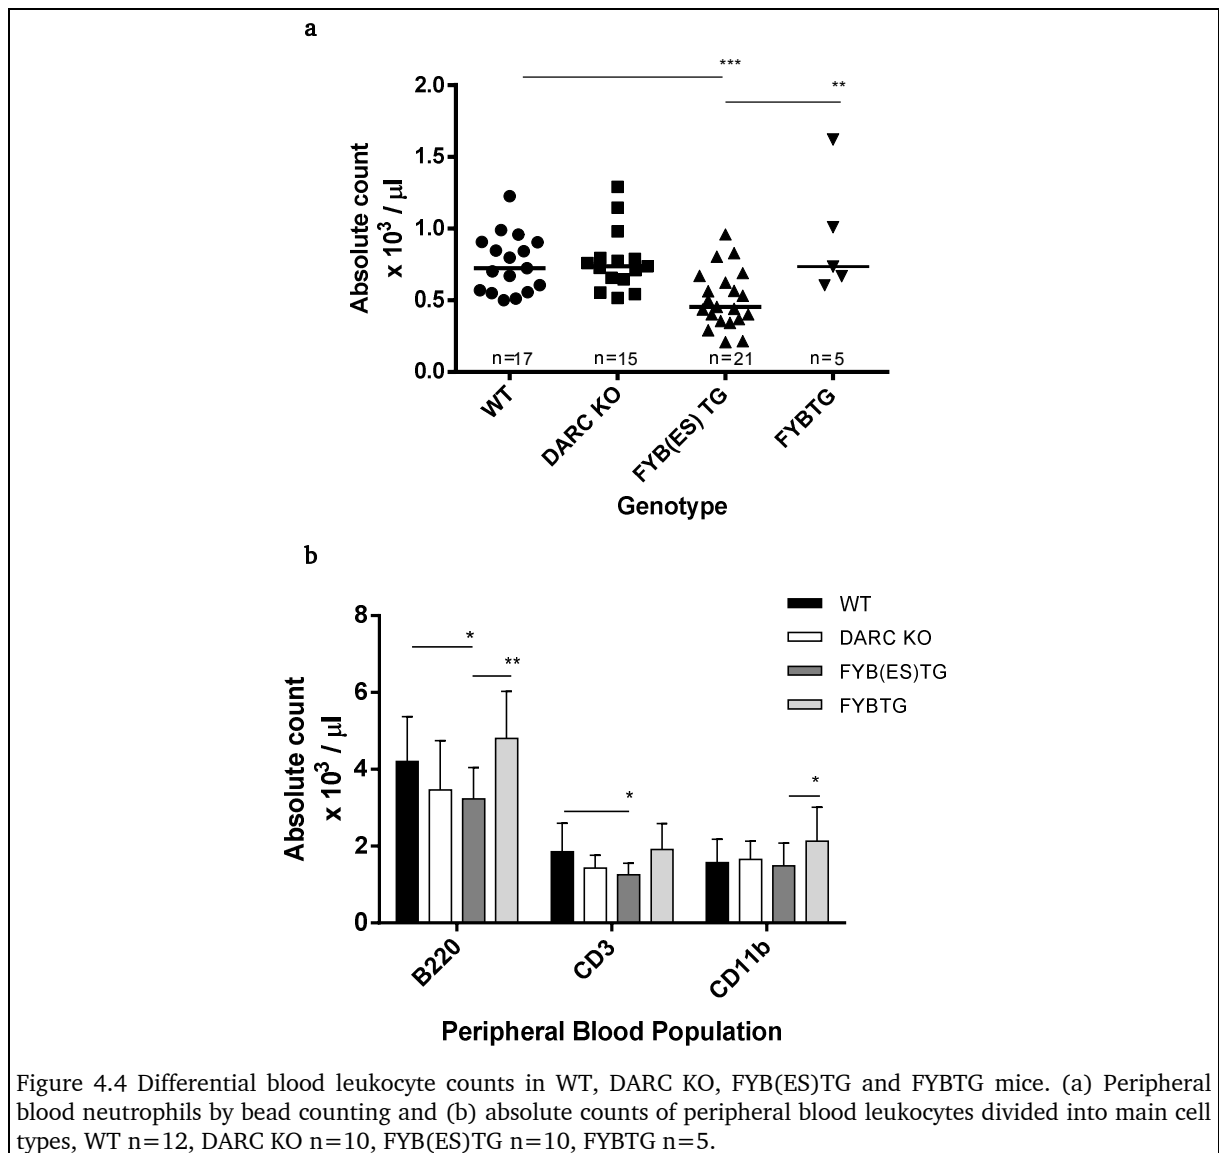 a
***
**
2.0
1.5
1.0
0.5
0.0
Absolute count
x 10³ / µl
n=17
n=15
n=21
n=5
WT
DARC KO
FYB(ES) TG
FYBTG
Genotype
b
WT
DARC KO
FYB(ES)TG
FYBTG
8
6
4
2
0
Absolute count
x 10³ / µl
*
**
*
*
B220
CD3
CD11b
Peripheral Blood Population
Figure 4.4 Differential blood leukocyte counts in WT, DARC KO, FYB(ES)TG and FYBTG mice. (a) Peripheral
blood neutrophils by bead counting and (b) absolute counts of peripheral blood leukocytes divided into main cell
types, WT n=12, DARC KO n=10, FYB(ES)TG n=10, FYBTG n=5.